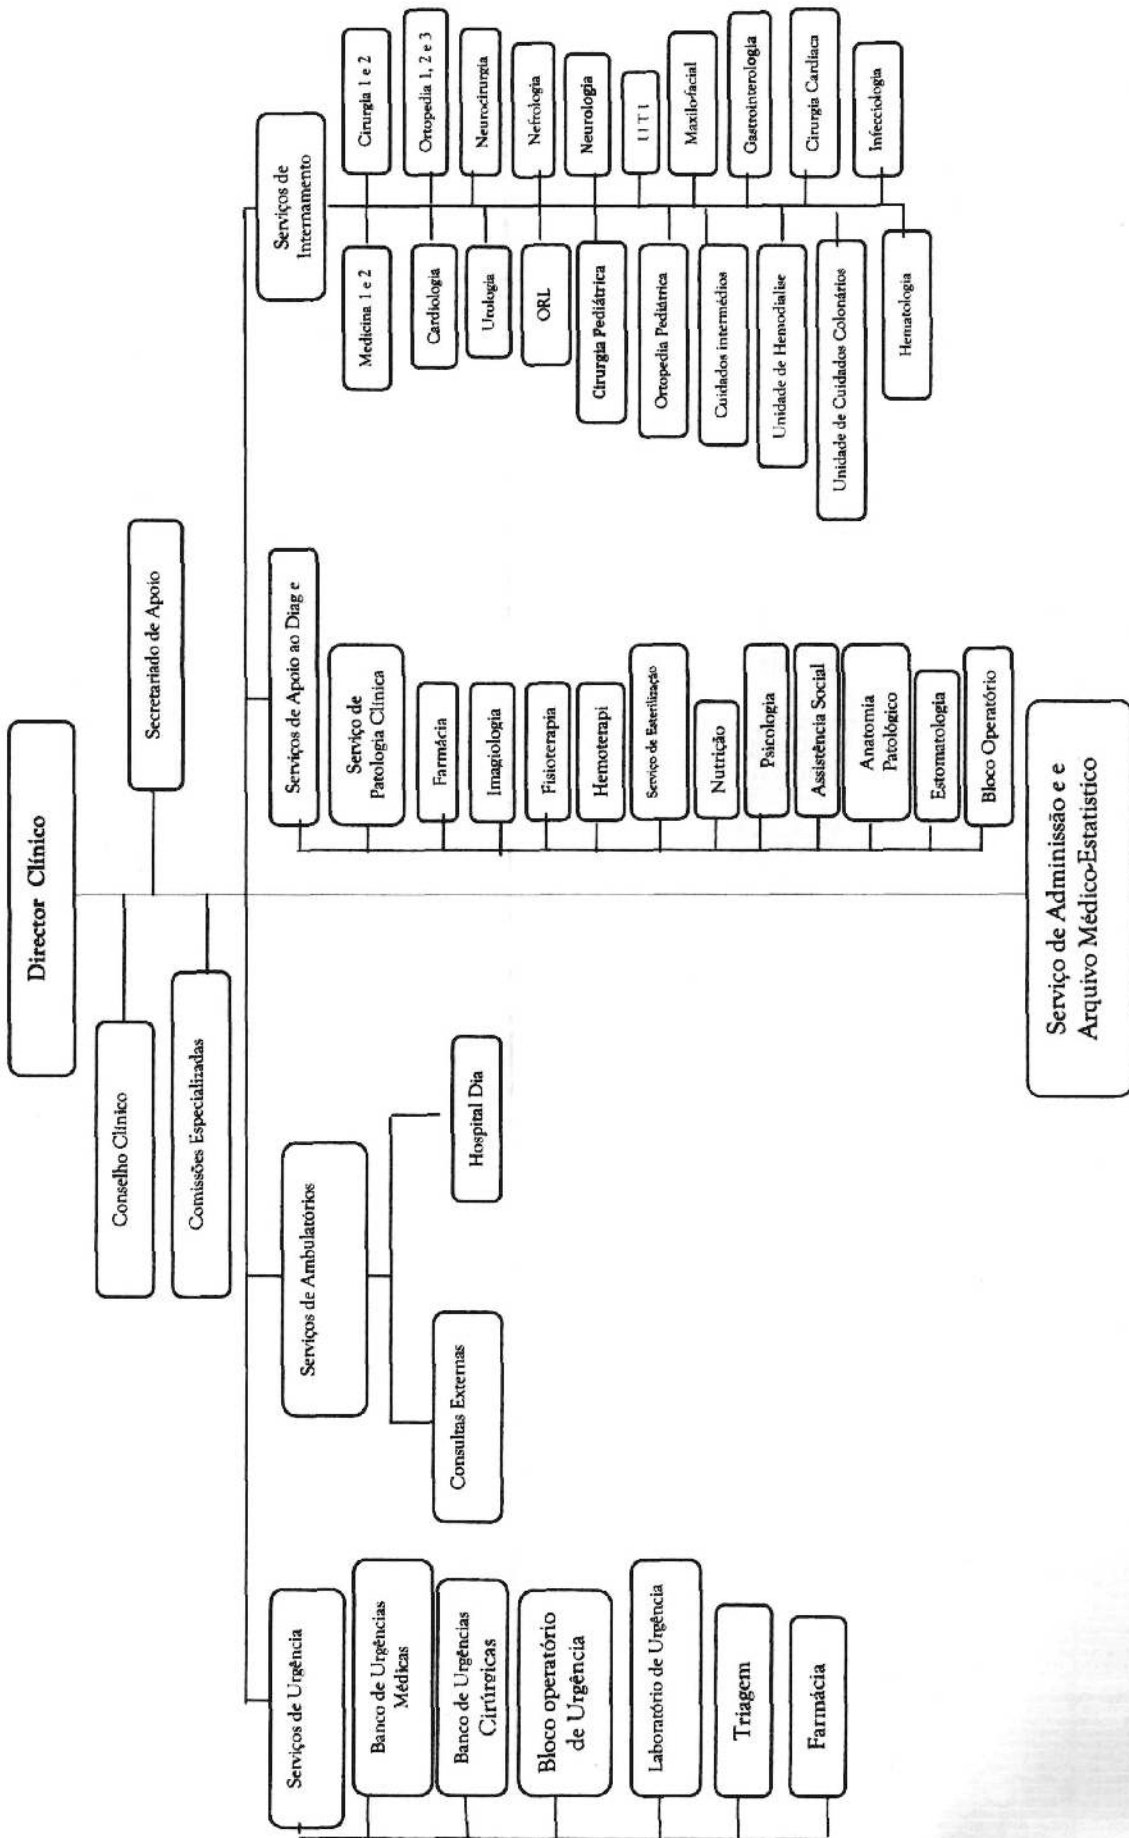 Director Clínico
Secretariado de Apoio
Conselho Clínico
Comissões Especializadas
Serviços de Urgência
Banco de Urgências
Médicas
Banco de Urgências
Cirúrgicas
Bloco operatório
de Urgência
Laboratório de Urgência
Triagem
Farmácia
Serviços de Ambulatórios
Consultas Externas
Hospital Dia
Serviços de Apoio ao Diag e
Serviço de
Patologia Clínica
Farmácia
Imagiologia
Fisioterapia
Hemoterapi
Serviço de Esterilização
Nutrição
Psicologia
Assistência Social
Anatomia
Patológico
Estomatologia
Bloco Operatório
Serviços de
Internamento
Medicina 1 e 2
Cirurgia 1 e 2
Cardiologia
Ortopedia 1, 2 e 3
Urologia
Neurocirurgia
ORL
Nefrologia
Cirurgia Pediátrica
Neurologia
Ortopedia Pediátrica
UTI
Cuidados intermédios
Maxilo-facial
Unidade de Hemodialise
Gastrointerologia
Unidade de Cuidados Colonários
Cirurgia Cardíaca
Hematologia
Infecciologia
Serviço de Admissão e e
Arquivo Médico-Estatistico